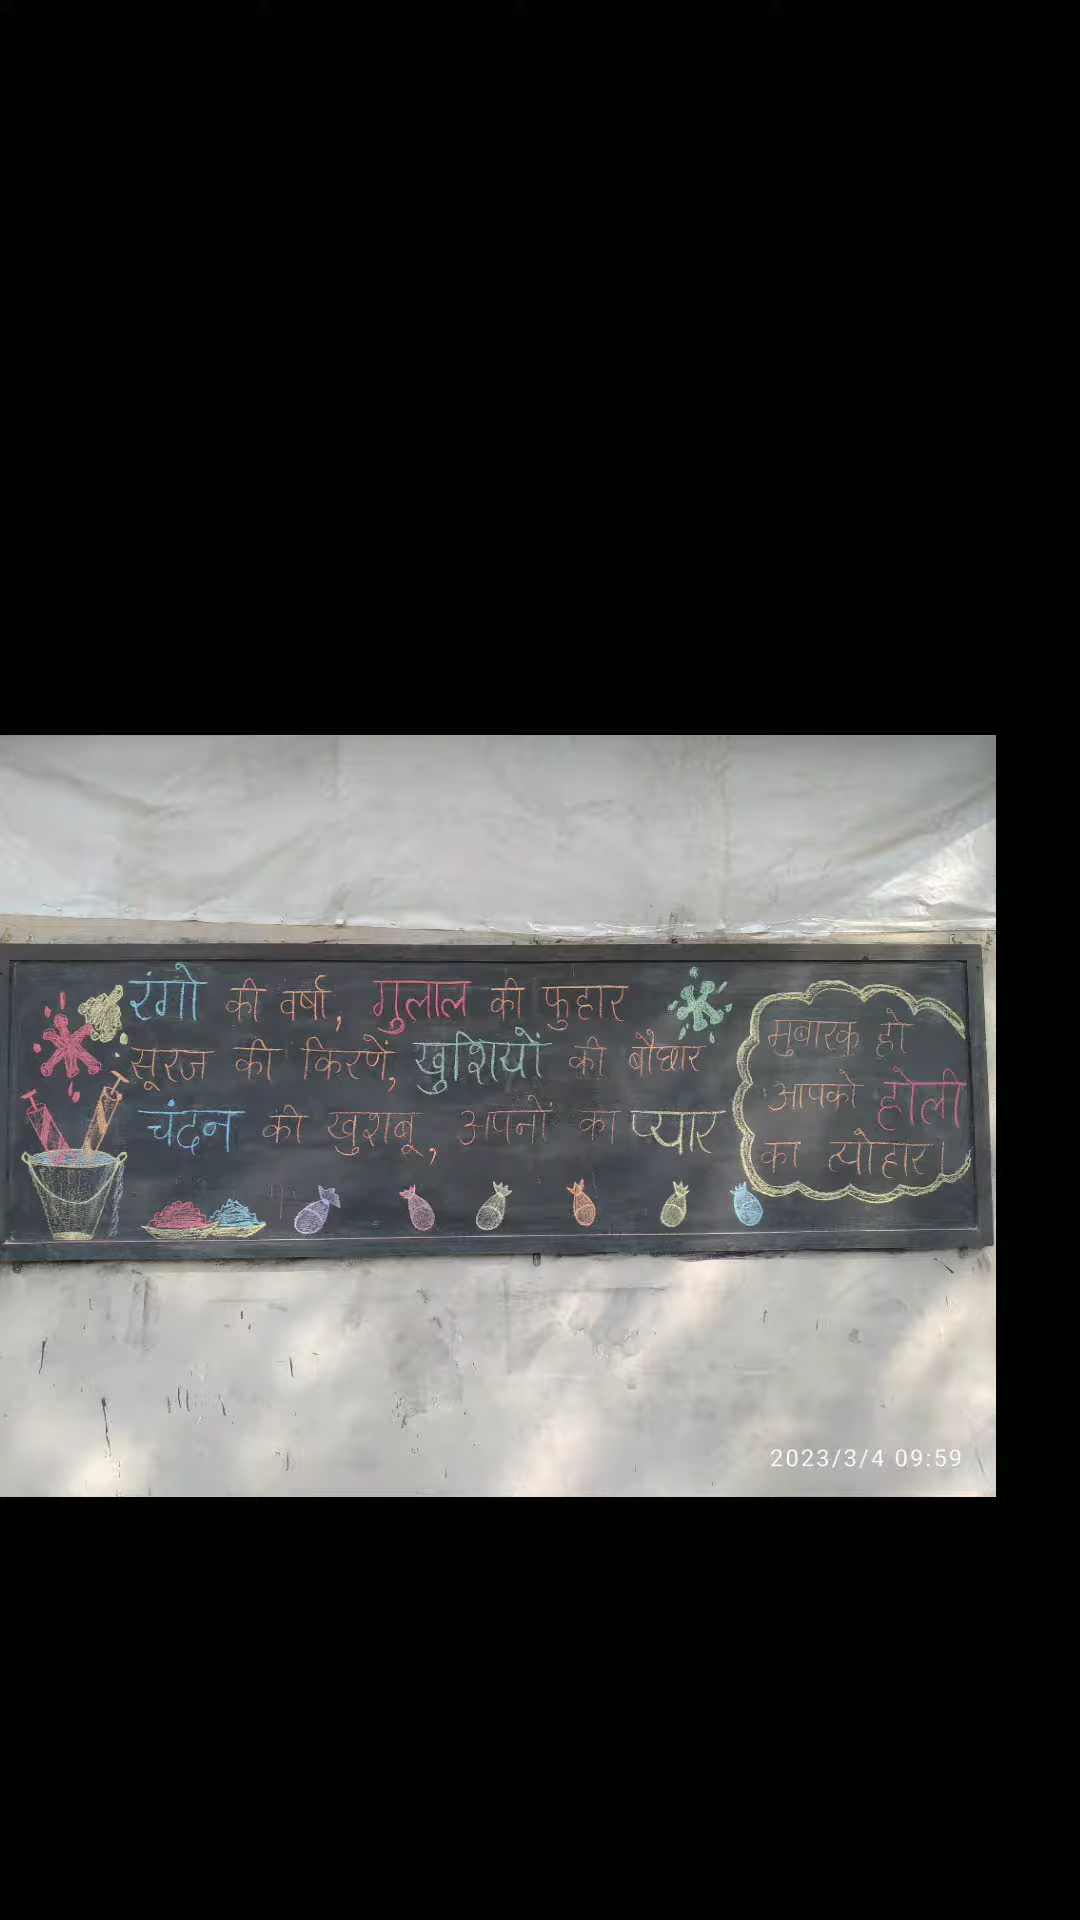 रंगो की वर्षा, गुलाल की फुहार
सूरज की किरणें, खुशियों की बौछार
चंदन की खुशबू, अपनों का प्यार
मुबारक हो
आपको होली
का त्योहार।
2023/3/4 09:59